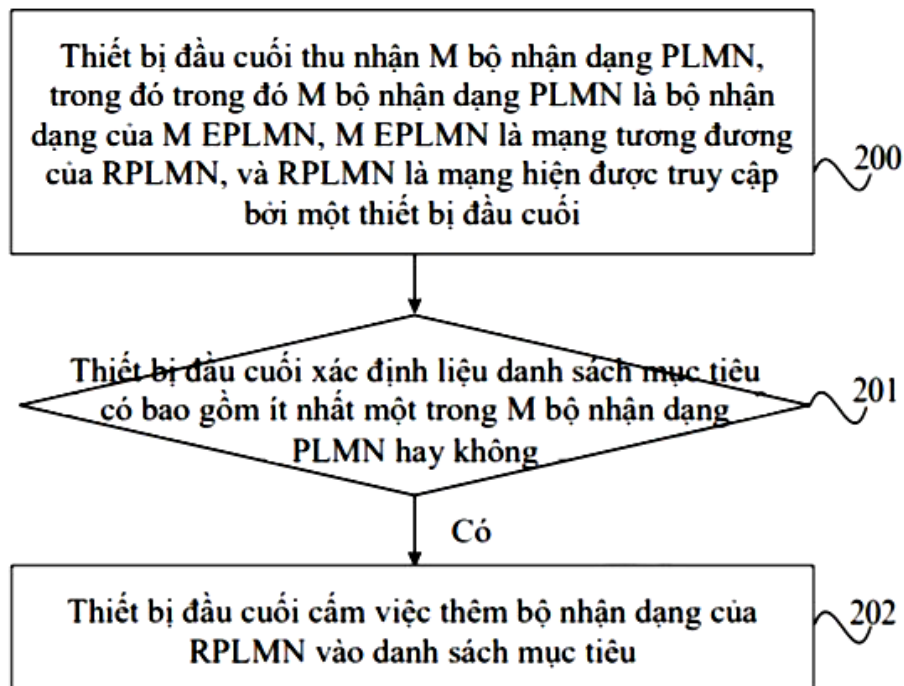 Thiết bị đầu cuối thu nhận M bộ nhận dạng PLMN,
trong đó trong đó M bộ nhận dạng PLMN là bộ nhận
dạng của M EPLMN, M EPLMN là mạng tương đương
của RPLMN, và RPLMN là mạng hiện được truy cập
bởi một thiết bị đầu cuối
200
Thiết bị đầu cuối xác định liệu danh sách mục tiêu
có bao gồm ít nhất một trong M bộ nhận dạng
PLMN hay không
201
Có
Thiết bị đầu cuối cấm việc thêm bộ nhận dạng của
RPLMN vào danh sách mục tiêu
202